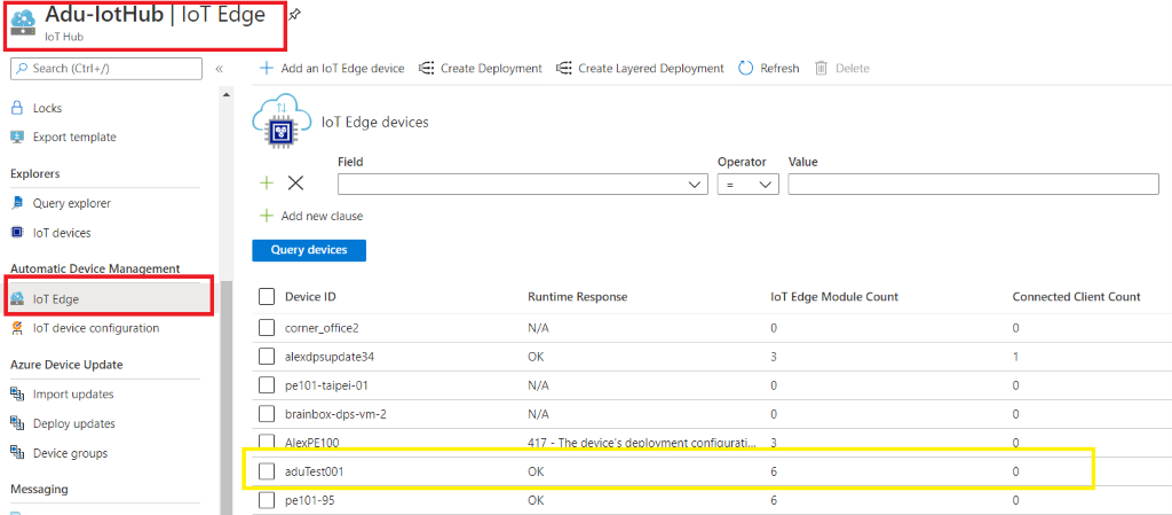 Adu-IotHub | IoT Edge
IoT Hub
Search (Ctrl+/)
«
Locks
Export template
Explorers
Query explorer
IoT devices
Automatic Device Management
IoT Edge
IoT device configuration
Azure Device Update
Import updates
Deploy updates
Device groups
Messaging
Add an IoT Edge device Create Deployment Create Layered Deployment Refresh Delete
IoT Edge devices
Field Operator Value
=
Add new clause
Query devices
Device ID Runtime Response IoT Edge Module Count Connected Client Count
corner_office2 N/A 0 0
alexdpsupdate34 OK 3 1
pe101-taipei-01 N/A 0 0
brainbox-dps-vm-2 N/A 0 0
AlexPE100 417 - The device's deployment configurati... 3 0
aduTest001 OK 6 0
pe101-95 OK 6 0